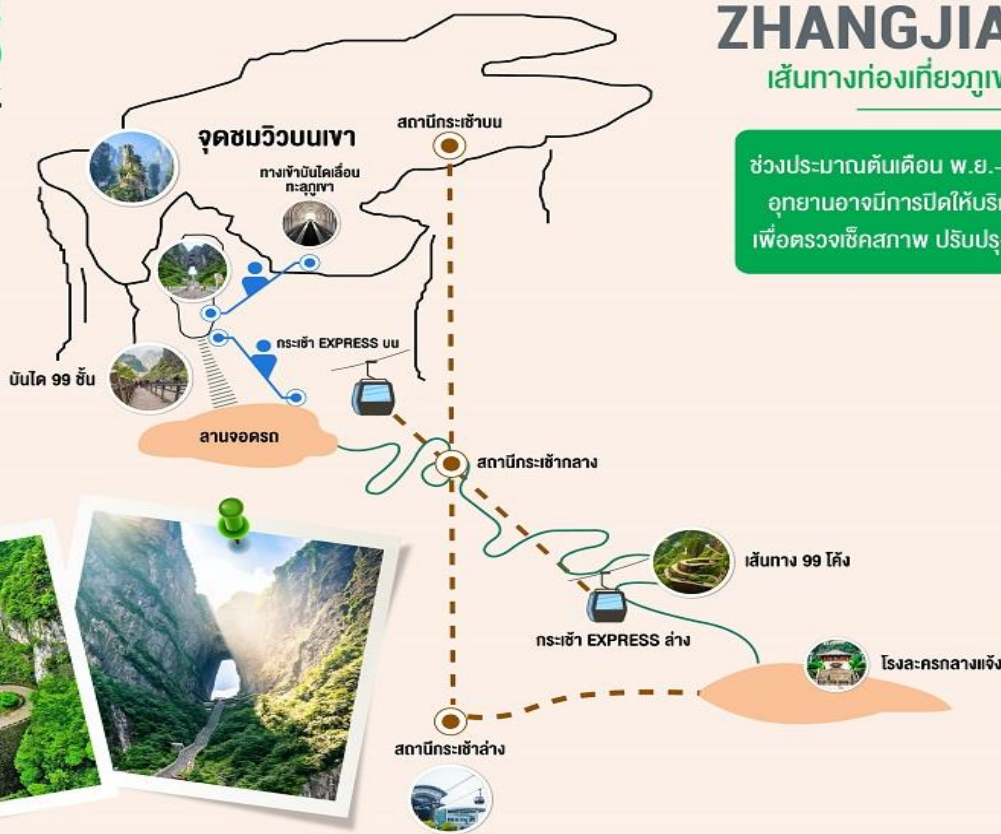 ZHANGJIA
เส้นทางท่องเที่ยวภูเ
ช่วงประมาณต้นเดือน พ.ย.-
อุทยานอาจมีการปิดให้บริ
เพื่อตรวจเช็คสภาพ ปรับปรุ
จุดชมวิวบนเขา
สถานีกระเช้าบน
ทางเข้าบันไดเลื่อน
ทะลุภูเขา
กระเช้า EXPRESS บน
บันได 99 ชั้น
ลานจอดรถ
สถานีกระเช้ากลาง
เส้นทาง 99 โค้ง
กระเช้า EXPRESS ล่าง
โรงละครกลางแจ้ง
สถานีกระเช้าล่าง